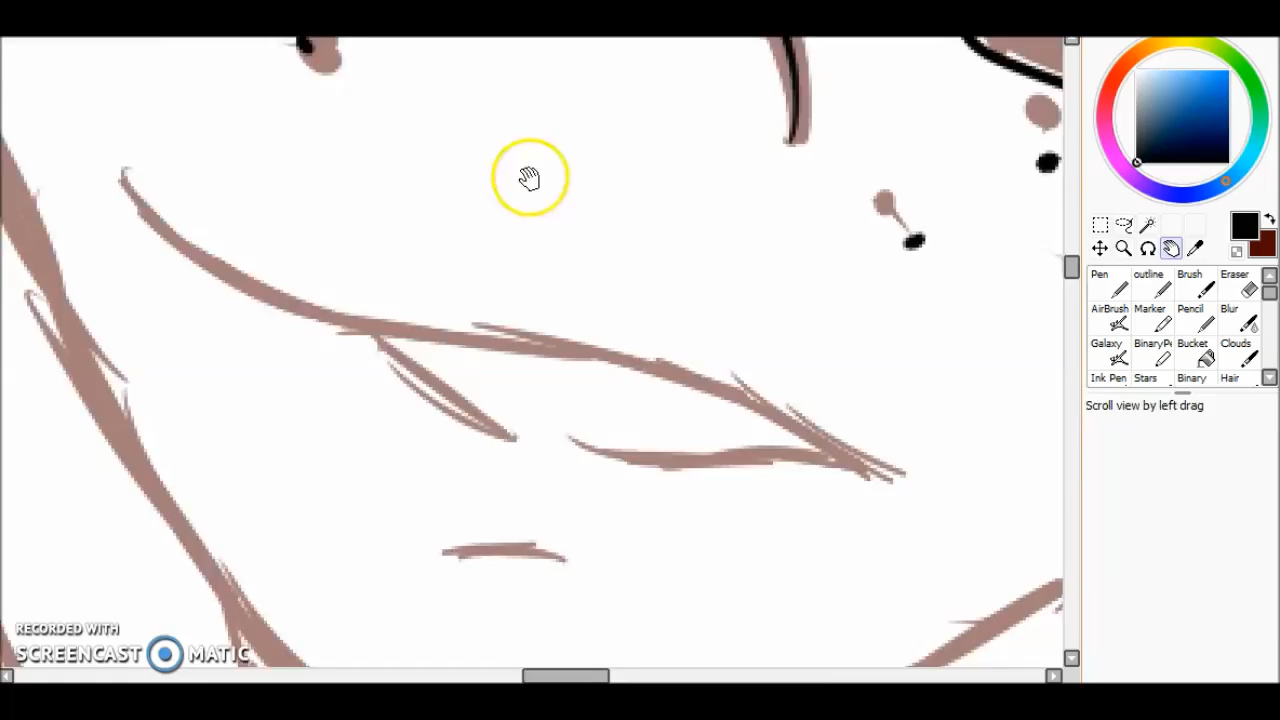 Pen outline Brush Eraser
AirBrush Marker Pencil Blur
Galaxy BinaryPe Bucket Clouds
Ink Pen Stars Binary Hair
Scroll view by left drag
RECORDED WITH
SCREENCAST MATIC